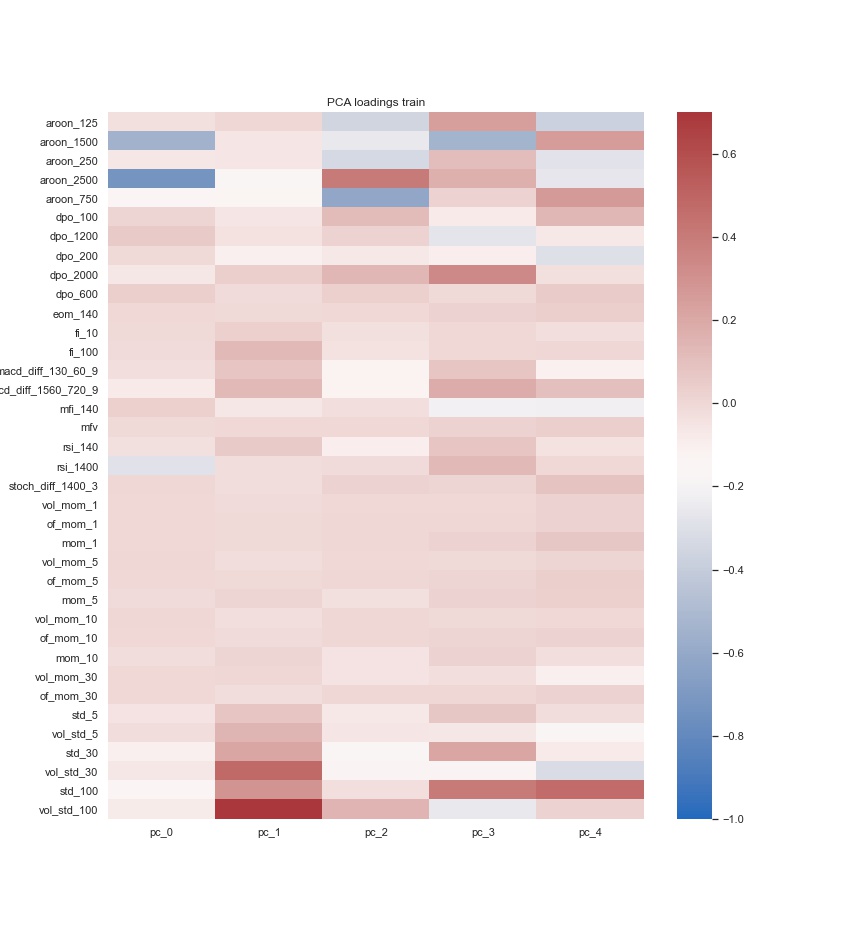 PCA loadings train
aroon_125
aroon_1500
aroon_250
aroon_2500
aroon_750
dpo_100
dpo_1200
dpo_200
dpo_2000
dpo_600
eom_140
fi_10
fi_100
macd_diff_130_60_9
cd_diff_1560_720_9
mfi_140
mfv
rsi_140
rsi_1400
stoch_diff_1400_3
vol_mom_1
of_mom_1
mom_1
vol_mom_5
of_mom_5
mom_5
vol_mom_10
of_mom_10
mom_10
vol_mom_30
of_mom_30
std_5
vol_std_5
std_30
vol_std_30
std_100
vol_std_100
pc_0 pc_1 pc_2 pc_3 pc_4
0.6
0.4
0.2
0.0
−0.2
−0.4
−0.6
−0.8
−1.0